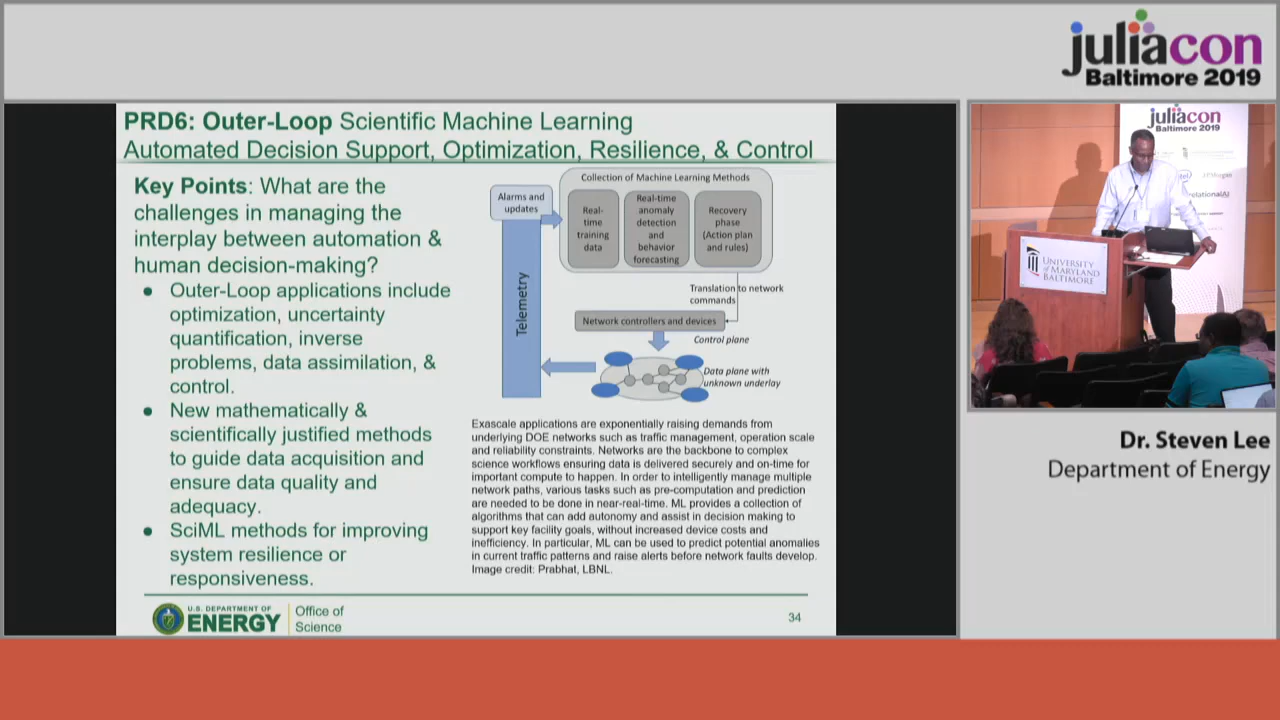 juliacon
Baltimore 2019
PRD6: Outer-Loop Scientific Machine Learning
Automated Decision Support, Optimization, Resilience, & Control
Key Points: What are the
challenges in managing the
interplay between automation &
human decision-making?
● Outer-Loop applications include
optimization, uncertainty
quantification, inverse
problems, data assimilation, &
control.
● New mathematically &
scientifically justified methods
to guide data acquisition and
ensure data quality and
adequacy.
● SciML methods for improving
system resilience or
responsiveness.
Alarms and
updates
Telemetry
Collection of Machine Learning Methods
Real-
time
training
data
Real-time
anomaly
detection
and
behavior
forecasting
Recovery
phase
(Action plan
and rules)
Translation to network
commands
Network controllers and devices
Control plane
Data plane with
unknown underlay
Exascale applications are exponentially raising demands from
underlying DOE networks such as traffic management, operation scale
and reliability constraints. Networks are the backbone to complex
science workflows ensuring data is delivered securely and on-time for
important compute to happen. In order to intelligently manage multiple
network paths, various tasks such as pre-computation and prediction
are needed to be done in near-real-time. ML provides a collection of
algorithms that can add autonomy and assist in decision making to
support key facility goals, without increased device costs and
inefficiency. In particular, ML can be used to predict potential anomalies
in current traffic patterns and raise alerts before network faults develop.
Image credit: Prabhat, LBNL.
U.S. DEPARTMENT OF
ENERGY
Office of
Science
34
juliacon
Baltimore 2019
J.P.Morgan
relationalAI
UNIVERSITY
of MARYLAND
BALTIMORE
Dr. Steven Lee
Department of Energy